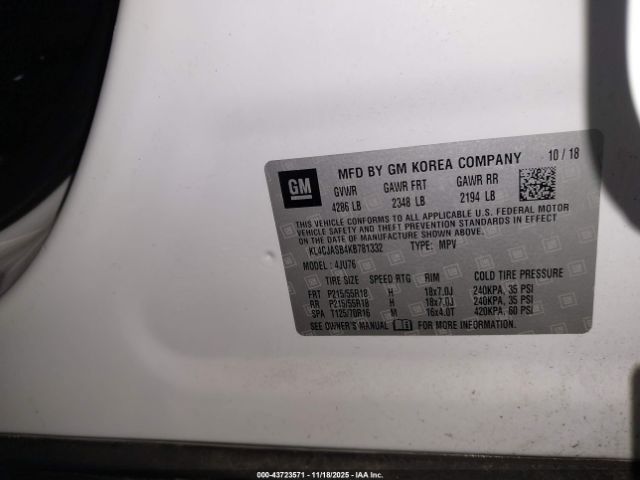 GM
MFD BY GM KOREA COMPANY 10 / 18
GVWR GAWR FRT GAWR RR
4286 LB 2348 LB 2194 LB
THIS VEHICLE CONFORMS TO ALL APPLICABLE U.S. FEDERAL MOTOR
VEHICLE SAFETY AND THEFT PREVENTION STANDARDS IN EFFECT
ON THE DATE OF MANUFACTURE SHOWN ABOVE.
KL4CJASB4KB781332 TYPE: MPV
MODEL : 4JU76
TIRE SIZE SPEED RTG RIM COLD TIRE PRESSURE
FRT P215/55R18 H 18x7.0J 240KPA, 35 PSI
RR P215/55R18 H 18x7.0J 240KPA, 35 PSI
SPA T125/70R16 M 16x4.0T 420KPA, 60 PSI
SEE OWNER'S MANUAL FOR MORE INFORMATION.
000-43723571 | 11/18/2025 | IAA Inc.